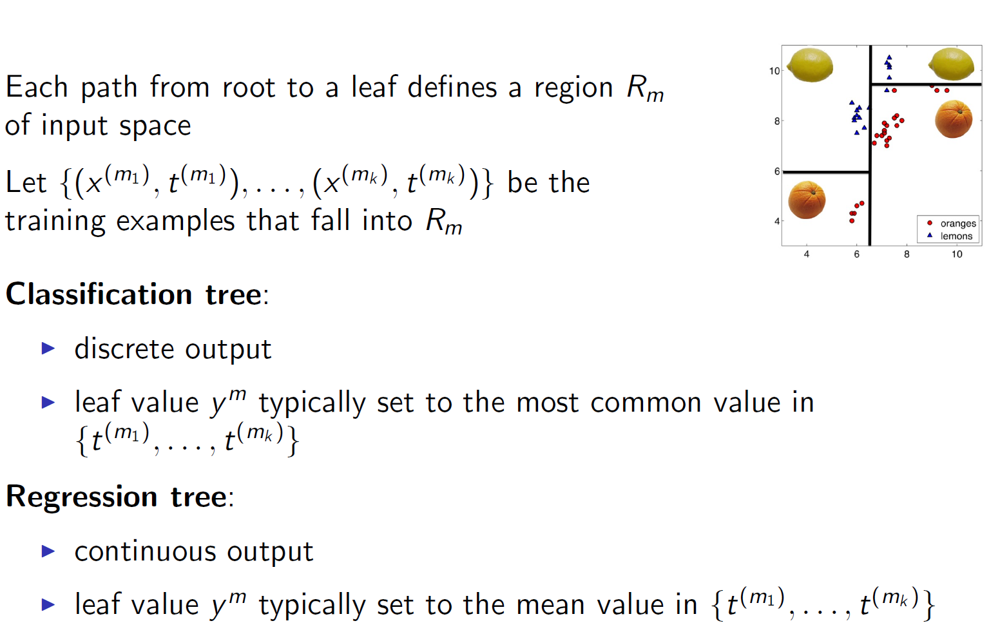 Each path from root to a leaf defines a region R_m
of input space
Let {(x^(m_1), t^(m_1)), . . . , (x^(m_k), t^(m_k))} be the
training examples that fall into R_m
10
8
6
4
4 6 8 10
oranges
lemons
Classification tree:
▶ discrete output
▶ leaf value y^m typically set to the most common value in
{t^(m_1), . . . , t^(m_k)}
Regression tree:
▶ continuous output
▶ leaf value y^m typically set to the mean value in {t^(m_1), . . . , t^(m_k)}